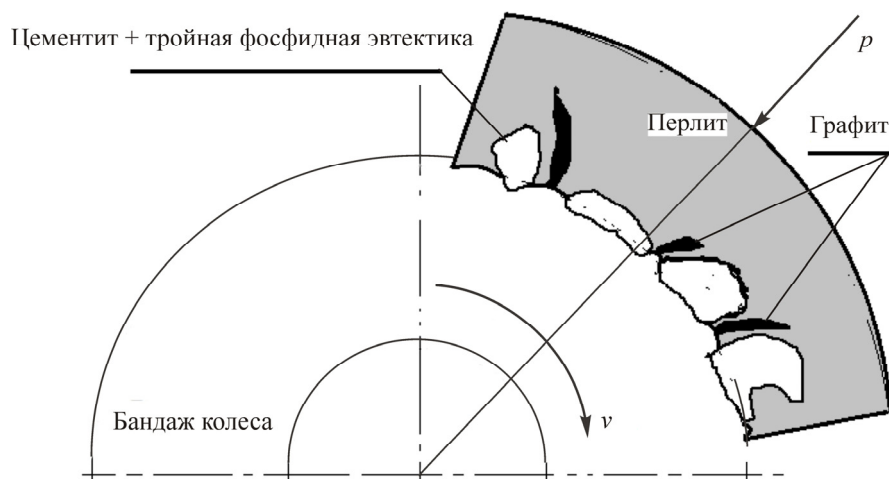 Цементит + тройная фосфидная эвтектика
p
Перлит
Графит
Бандаж колеса
v